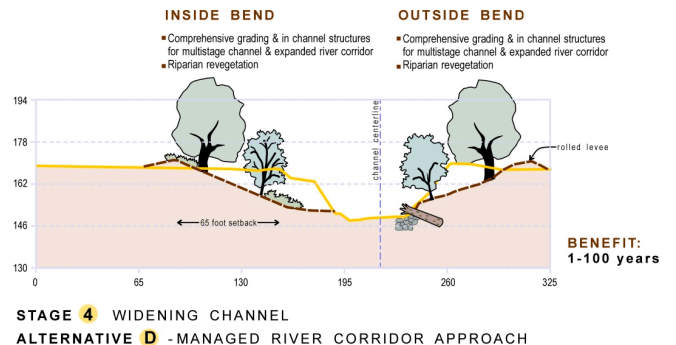 INSIDE BEND
▪ Comprehensive grading & in channel structures
for multistage channel & expanded river corridor
▪ Riparian revegetation
OUTSIDE BEND
▪ Comprehensive grading & in channel structures
for multistage channel & expanded river corridor
▪ Riparian revegetation
194
178
162
146
130
channel centerline
rolled levee
65 foot setback
0
65
130
195
260
325
BENEFIT:
1-100 years
STAGE 4 WIDENING CHANNEL
ALTERNATIVE D - MANAGED RIVER CORRIDOR APPROACH